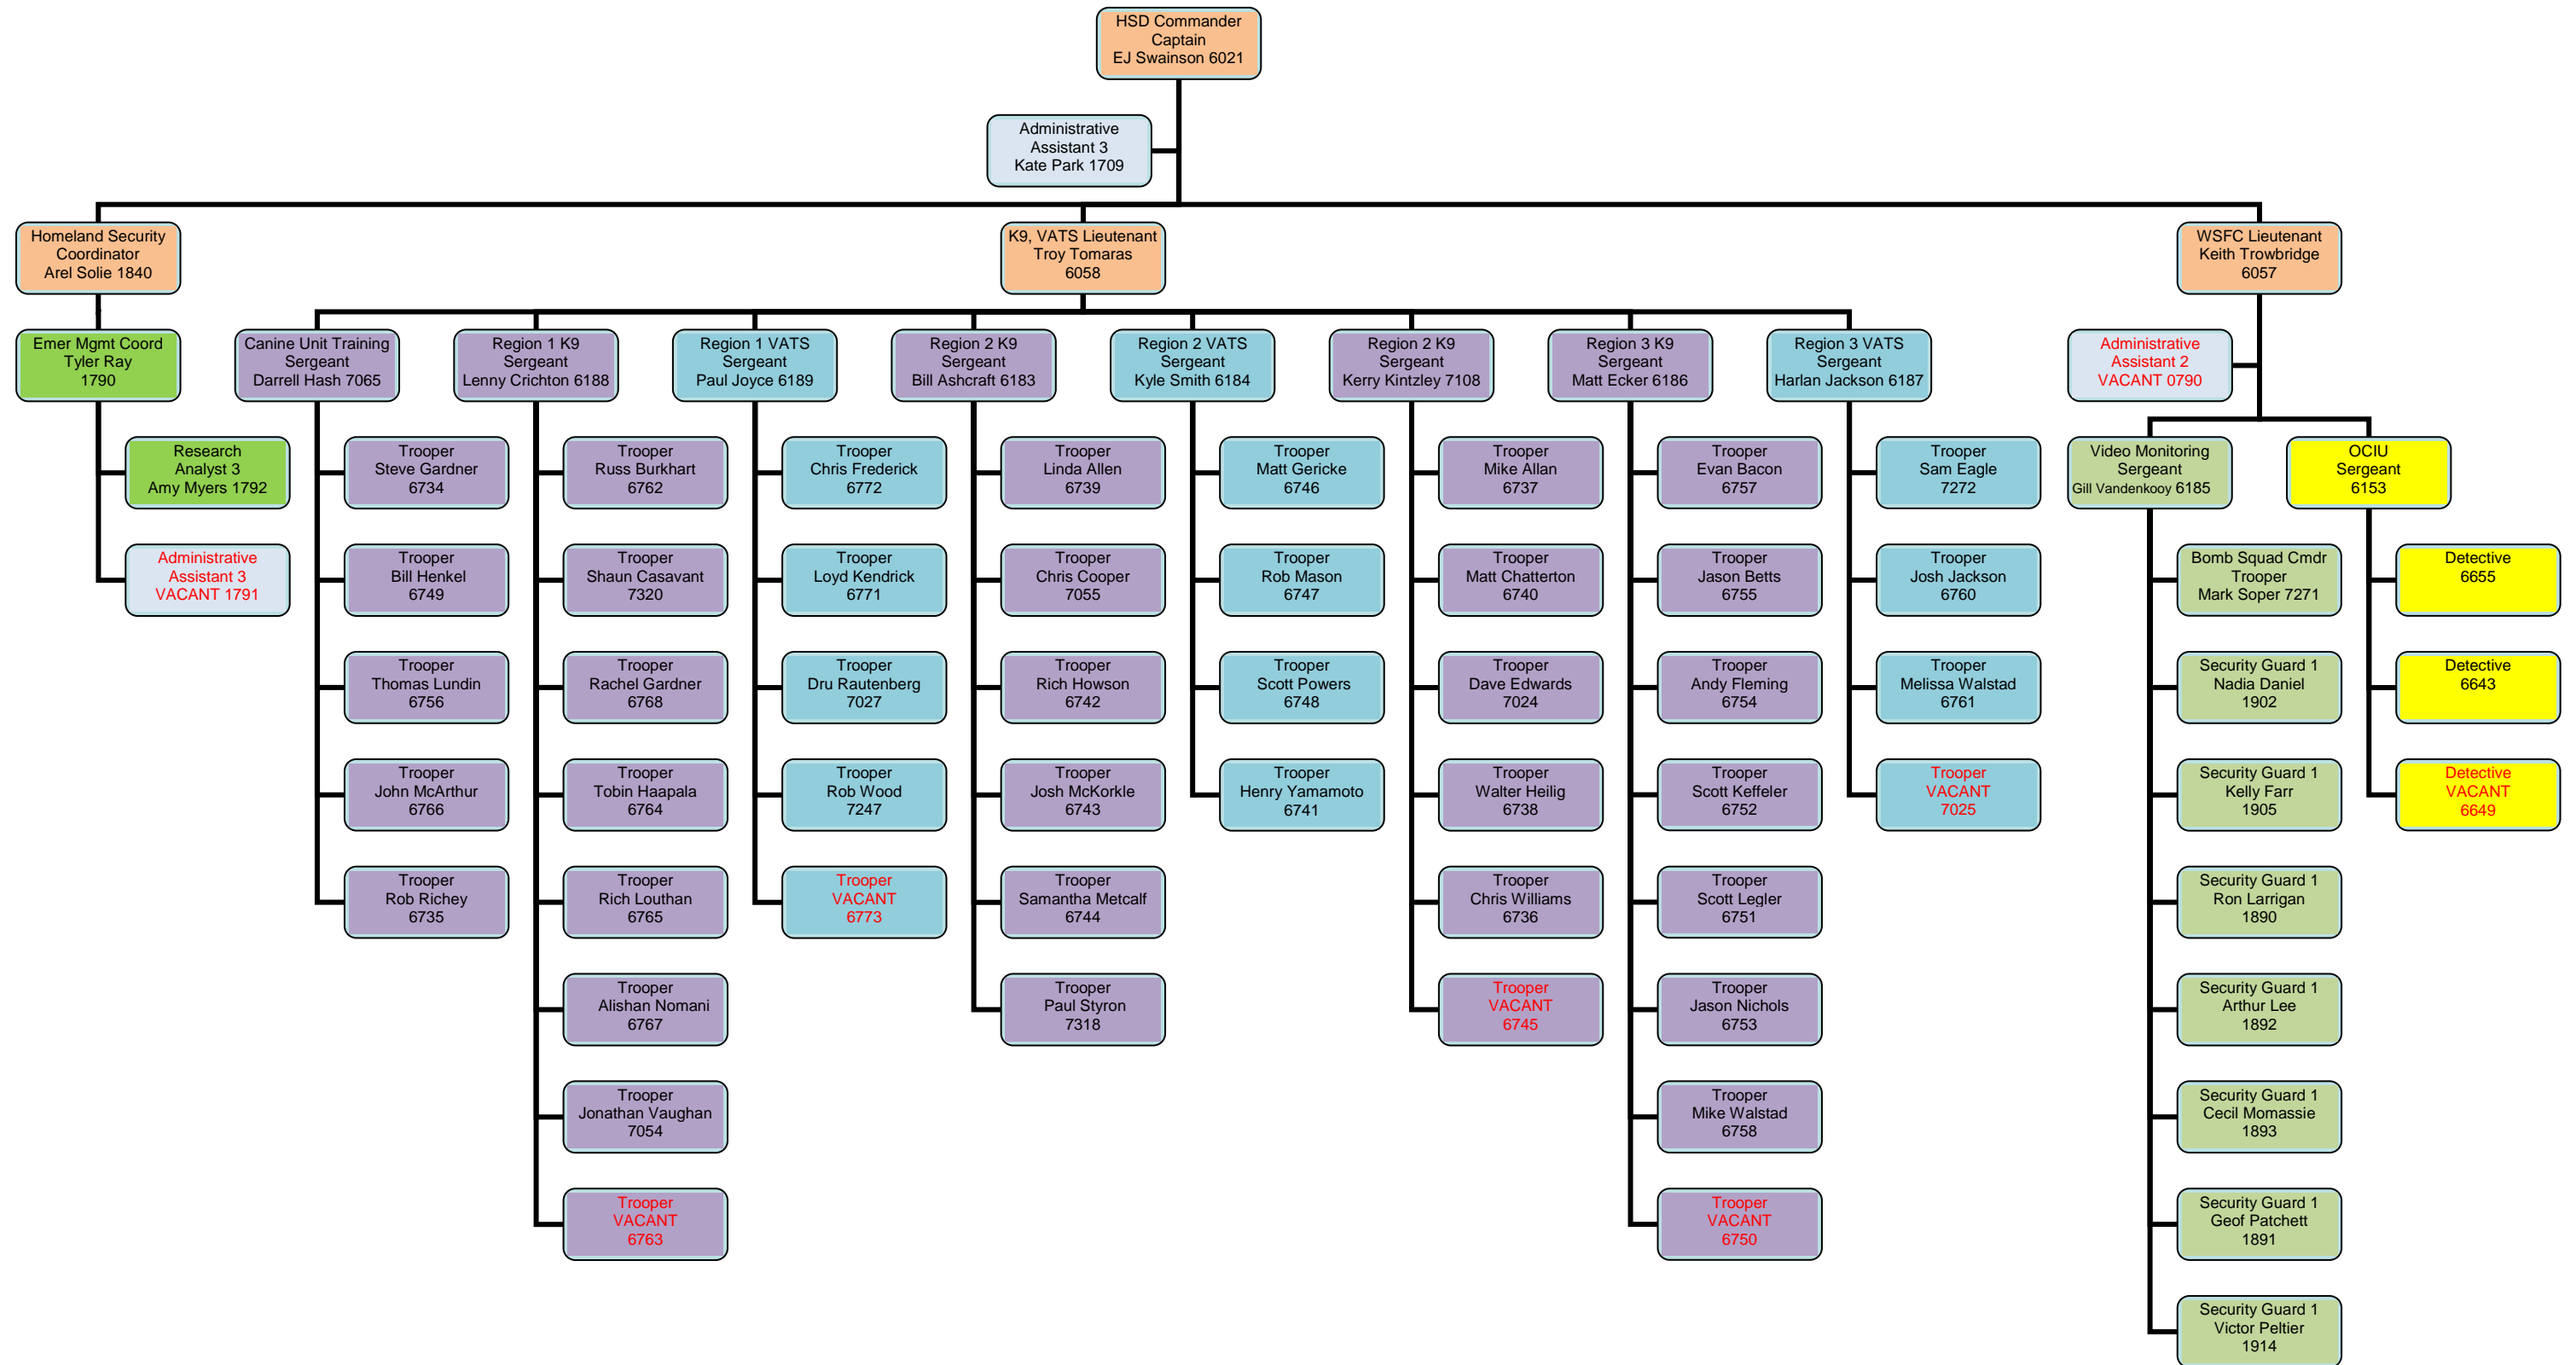 HSD Commander
Captain
EJ Swainson 6021
Administrative
Assistant 3
Kate Park 1709
Homeland Security
Coordinator
Arel Solie 1840
K9, VATS Lieutenant
Troy Tomaras
6058
WSFC Lieutenant
Keith Trowbridge
6057
Emer Mgmt Coord
Tyler Ray
1790
Canine Unit Training
Sergeant
Darrell Hash 7065
Region 1 K9
Sergeant
Lenny Crichton 6188
Region 1 VATS
Sergeant
Paul Joyce 6189
Region 2 K9
Sergeant
Bill Ashcraft 6183
Region 2 VATS
Sergeant
Kyle Smith 6184
Region 2 K9
Sergeant
Kerry Kintzley 7108
Region 3 K9
Sergeant
Matt Ecker 6186
Region 3 VATS
Sergeant
Harlan Jackson 6187
Administrative
Assistant 2
VACANT 0790
Research
Analyst 3
Amy Myers 1792
Trooper
Steve Gardner
6734
Trooper
Russ Burkhart
6762
Trooper
Chris Frederick
6772
Trooper
Linda Allen
6739
Trooper
Matt Gericke
6746
Trooper
Mike Allan
6737
Trooper
Evan Bacon
6757
Trooper
Sam Eagle
7272
Video Monitoring
Sergeant
Gill Vandenkooy 6185
OCIU
Sergeant
6153
Administrative
Assistant 3
VACANT 1791
Trooper
Bill Henkel
6749
Trooper
Shaun Casavant
7320
Trooper
Loyd Kendrick
6771
Trooper
Chris Cooper
7055
Trooper
Rob Mason
6747
Trooper
Matt Chatterton
6740
Trooper
Jason Betts
6755
Trooper
Josh Jackson
6760
Bomb Squad Cmdr
Trooper
Mark Soper 7271
Detective
6655
Trooper
Thomas Lundin
6756
Trooper
Rachel Gardner
6768
Trooper
Dru Rautenberg
7027
Trooper
Rich Howson
6742
Trooper
Scott Powers
6748
Trooper
Dave Edwards
7024
Trooper
Andy Fleming
6754
Trooper
Melissa Walstad
6761
Security Guard 1
Nadia Daniel
1902
Detective
6643
Trooper
John McArthur
6766
Trooper
Tobin Haapala
6764
Trooper
Rob Wood
7247
Trooper
Josh McKorkle
6743
Trooper
Henry Yamamoto
6741
Trooper
Walter Heilig
6738
Trooper
Scott Keffeler
6752
Trooper
VACANT
7025
Security Guard 1
Kelly Farr
1905
Detective
VACANT
6649
Trooper
Rob Richey
6735
Trooper
Rich Louthan
6765
Trooper
VACANT
6773
Trooper
Samantha Metcalf
6744
Trooper
Chris Williams
6736
Trooper
Scott Legler
6751
Security Guard 1
Ron Larrigan
1890
Trooper
Alishan Nomani
6767
Trooper
Paul Styron
7318
Trooper
VACANT
6745
Trooper
Jason Nichols
6753
Security Guard 1
Arthur Lee
1892
Trooper
Jonathan Vaughan
7054
Trooper
Mike Walstad
6758
Security Guard 1
Cecil Momassie
1893
Trooper
VACANT
6763
Trooper
VACANT
6750
Security Guard 1
Geof Patchett
1891
Security Guard 1
Victor Peltier
1914